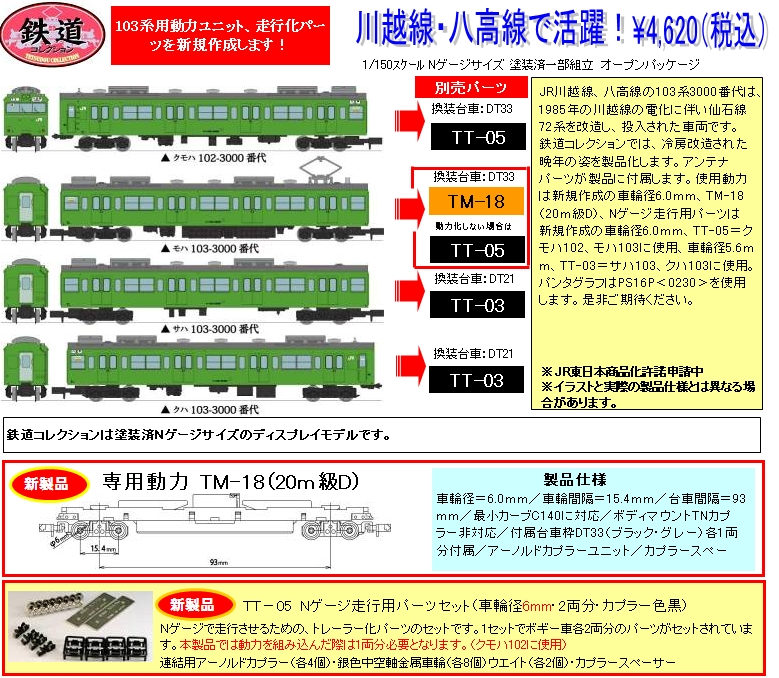 鉄道
コレクション
TETSUDOU COLLECTION
103系用動力ユニット、走行化パー
ツを新規作成します！
川越線・八高線で活躍！¥4,620(税込)
1/150スケール Nゲージサイズ 塗装済一部組立 オープンパッケージ
▲ クモハ 102-3000 番代
▲ モハ 103-3000 番代
▲ サハ 103-3000 番代
▲ クハ 103-3000 番代
別売パーツ
換装台車：DT33
TT-05
換装台車：DT33
TM-18
動力化しない場合は
TT-05
換装台車：DT21
TT-03
換装台車：DT21
TT-03
JR川越線、八高線の103系3000番代は、
1985年の川越線の電化に伴い仙石線
72系を改造し、投入された車両です。
鉄道コレクションでは、冷房改造された
晩年の姿を製品化します。アンテナ
パーツが製品に付属します。使用動力
は新規作成の車輪径6.0mm、TM-18
（20m級D）、Nゲージ走行用パーツは
新規作成の車輪径6.0mm、TT-05＝ク
モハ102、モハ103に使用、車輪径5.6m
m、TT-03＝サハ103、クハ103に使用。
パンタグラフはPS16P＜0230＞を使用
します。是非ご期待ください。
※JR東日本商品化許諾申請中
※イラストと実際の製品仕様とは異なる場
合があります。
鉄道コレクションは塗装済Nゲージサイズのディスプレイモデルです。
新製品
専用動力 TM-18(20m級D)
φ6mm
15.4mm
93mm
製品仕様
車輪径＝6.0mm／車輪間隔＝15.4mm／台車間隔＝93
mm／最小カーブC140に対応／ボディマウントTNカプ
ラー非対応／付属台車枠DT33（ブラック・グレー）各1両
分付属／アーノルドカプラーユニット／カプラースペー
新製品
TT－05 Nゲージ走行用パーツセット（車輪径6mm・2両分・カプラー色黒）
Nゲージで走行させるための、トレーラー化パーツのセットです。1セットでボギー車各2両分のパーツがセットされていま
す。本製品では動力を組み込んだ際は1両分必要となります。（クモハ102に使用）
連結用アーノルドカプラー（各4個）・銀色中空軸金属車輪（各8個）ウエイト（各2個）・カプラースペーサー